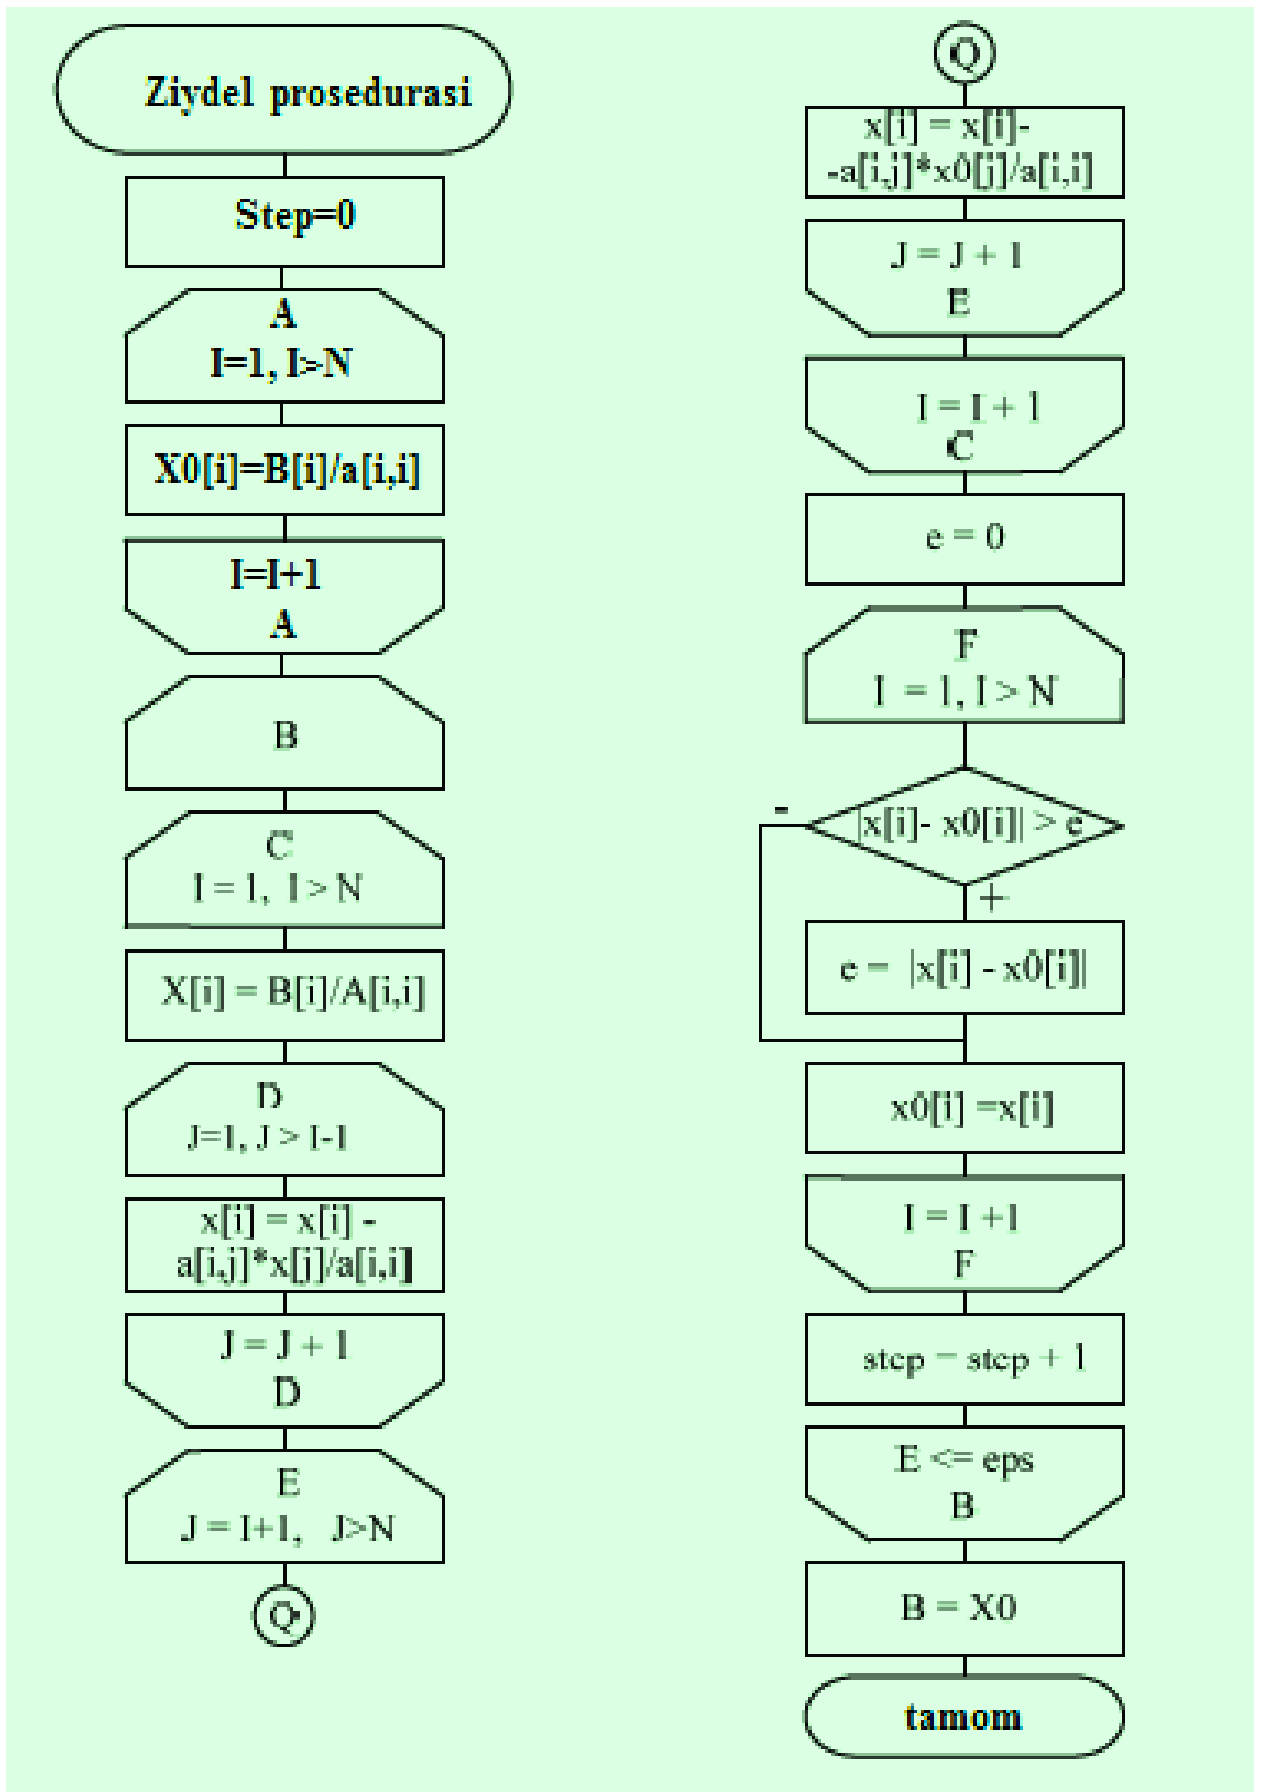 Ziydel prosedurasi
Step=0
A
I=1, I>N
X0[i]=B[i]/a[i,i]
I=I+1
A
B
C
I = 1, I > N
X[i] = B[i]/A[i,i]
D
J=1, J > I-1
x[i] = x[i] -
a[i,j]*x[j]/a[i,i]
J = J + 1
D
E
J = I+1, J>N
Q
Q
x[i] = x[i]-
-a[i,j]*x0[j]/a[i,i]
J = J + 1
E
I = I + 1
C
e = 0
F
I = 1, I > N
-
|x[i]- x0[i]| > e
+
e = |x[i] - x0[i]|
x0[i] =x[i]
I = I +1
F
step = step + 1
E <= eps
B
B = X0
tamom